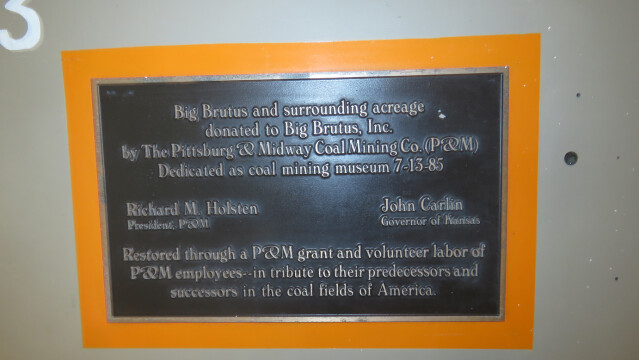 3
Big Brutus and surrounding acreage
donated to Big Brutus, Inc.
by The Pittsburg & Midway Coal Mining Co. (P&M)
Dedicated as coal mining museum 7-13-85
Richard M. Holsten
President, P&M
John Carlin
Governor of Kansas
Restored through a P&M grant and volunteer labor of
P&M employees--in tribute to their predecessors and
successors in the coal fields of America.